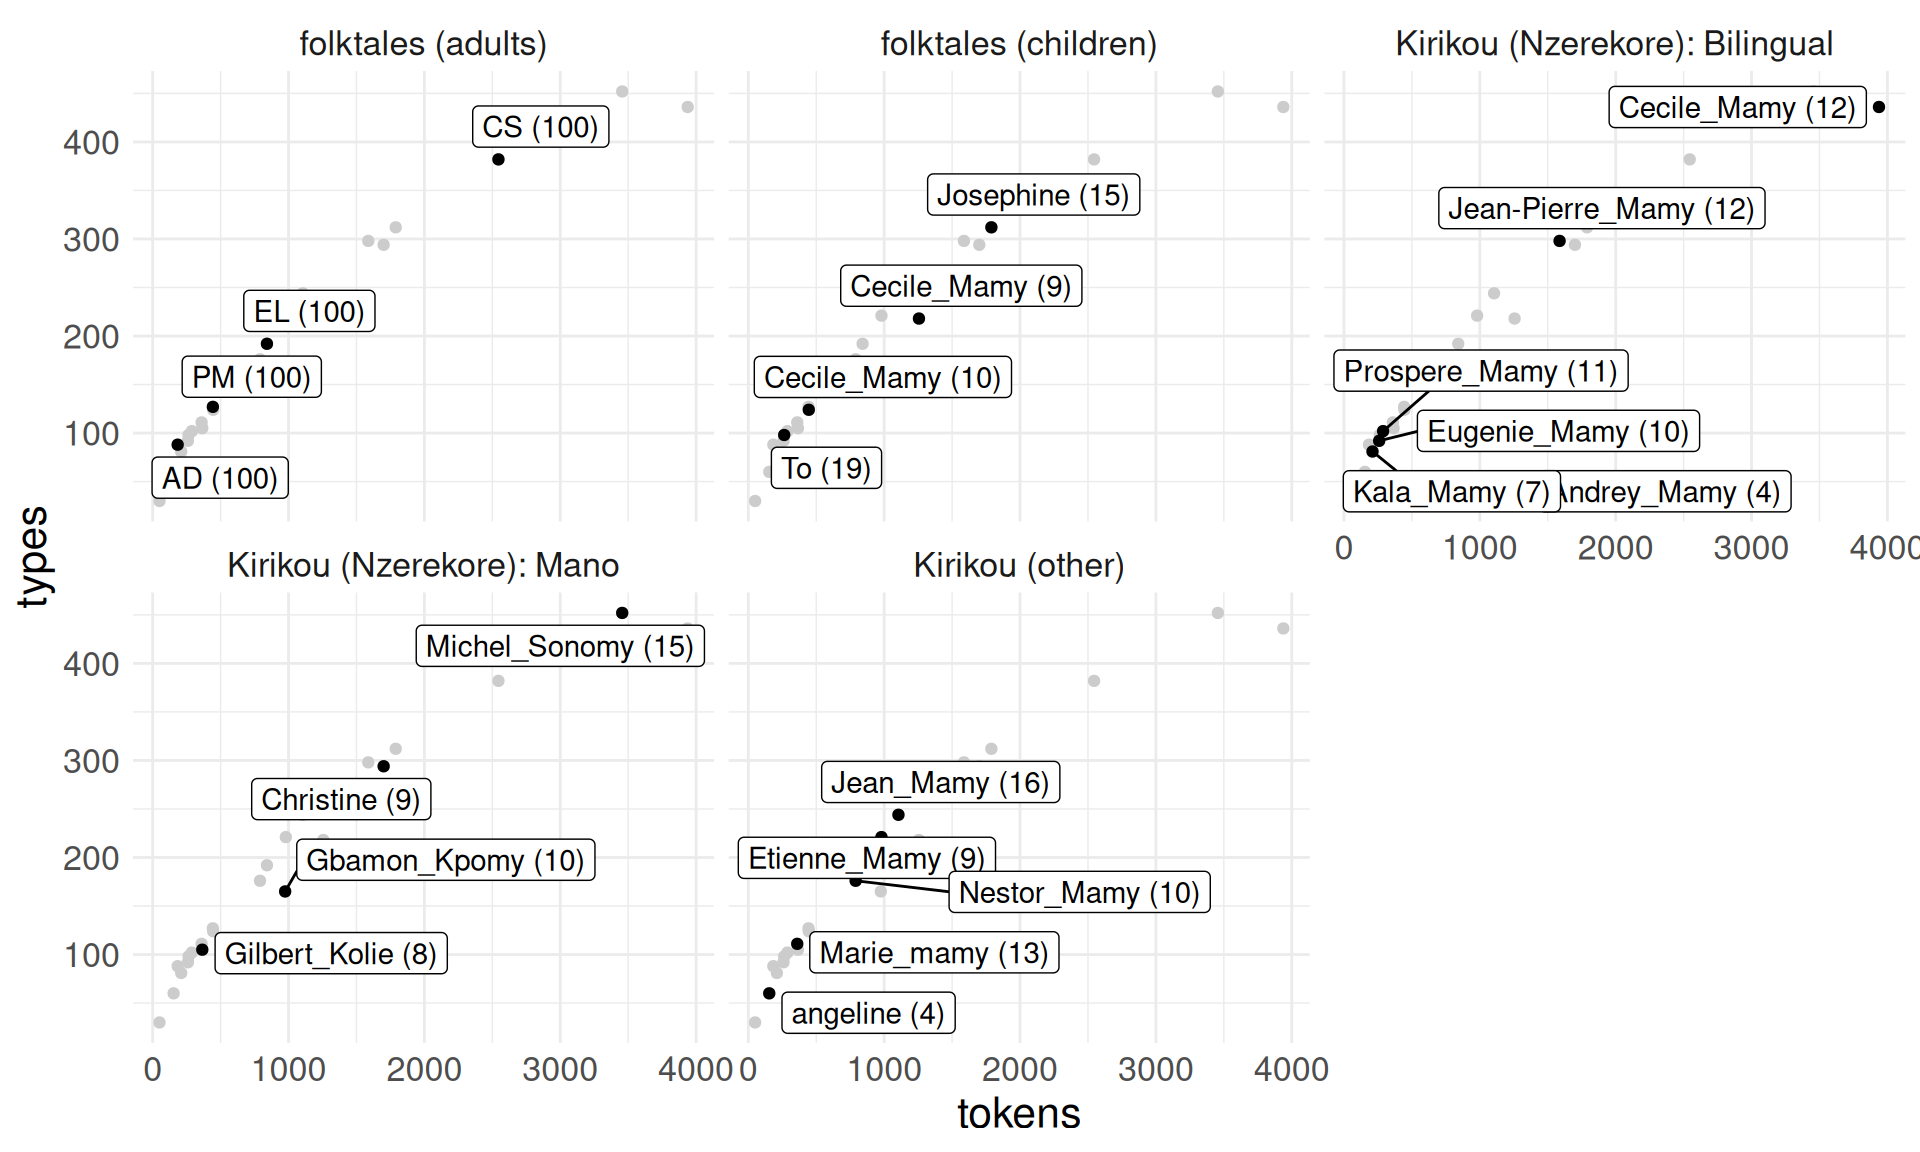 folktales (adults)
folktales (children)
Kirikou (Nzerekore): Bilingual
types
400
300
200
100
CS (100)
EL (100)
PM (100)
AD (100)
Josephine (15)
Cecile_Mamy (9)
Cecile_Mamy (10)
To (19)
Cecile_Mamy (12)
Jean-Pierre_Mamy (12)
Prospere_Mamy (11)
Eugenie_Mamy (10)
Kala_Mamy (7)
Andrey_Mamy (4)
0 1000 2000 3000 4000
Kirikou (Nzerekore): Mano
Kirikou (other)
400
300
200
100
Michel_Sonomy (15)
Christine (9)
Gbamon_Kpomy (10)
Gilbert_Kolie (8)
Jean_Mamy (16)
Etienne_Mamy (9)
Nestor_Mamy (10)
Marie_mamy (13)
angeline (4)
0 1000 2000 3000 4000
0 1000 2000 3000 4000
tokens